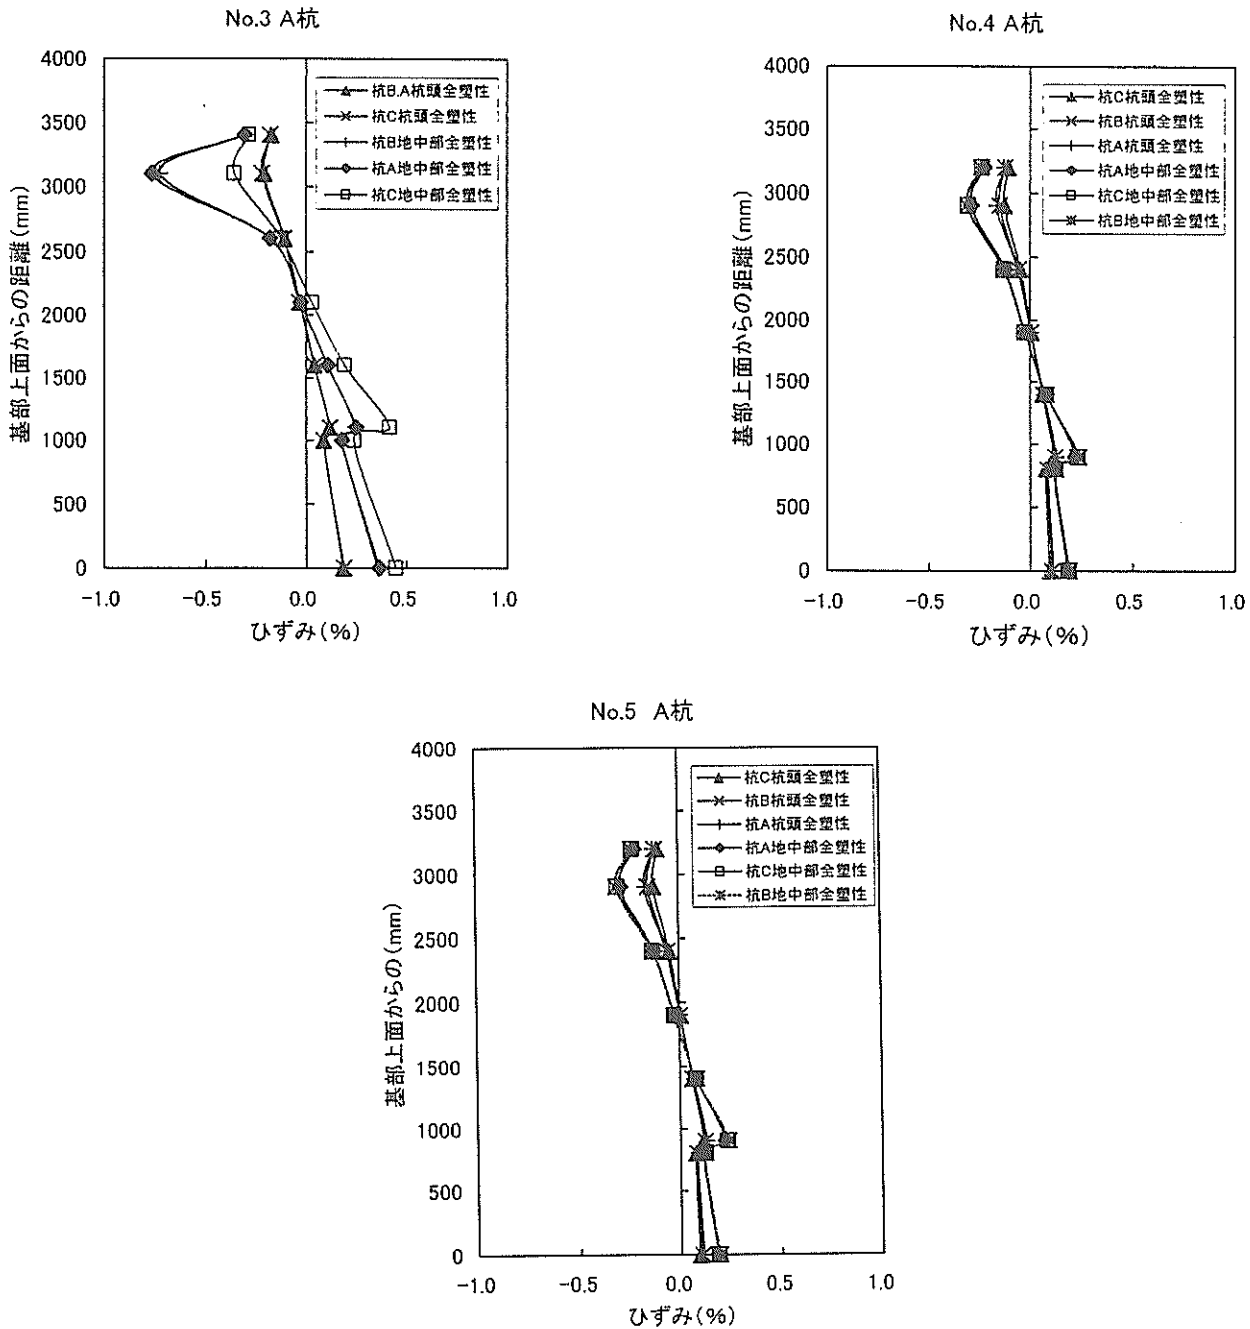 No.3 A杭
4000
3500
3000
2500
2000
1500
1000
500
0
-1.0
-0.5
0.0
0.5
1.0
基部上面からの距離(mm)
ひずみ(%)
杭B.A杭頭全塑性
杭C杭頭全塑性
杭B地中部全塑性
杭A地中部全塑性
杭C地中部全塑性
No.4 A杭
4000
3500
3000
2500
2000
1500
1000
500
0
-1.0
-0.5
0.0
0.5
1.0
基部上面からの距離(mm)
ひずみ(%)
杭C杭頭全塑性
杭B杭頭全塑性
杭A杭頭全塑性
杭A地中部全塑性
杭C地中部全塑性
杭B地中部全塑性
No.5 A杭
4000
3500
3000
2500
2000
1500
1000
500
0
-1.0
-0.5
0.0
0.5
1.0
基部上面からの(mm)
ひずみ(%)
杭C杭頭全塑性
杭B杭頭全塑性
杭A杭頭全塑性
杭A地中部全塑性
杭C地中部全塑性
杭B地中部全塑性